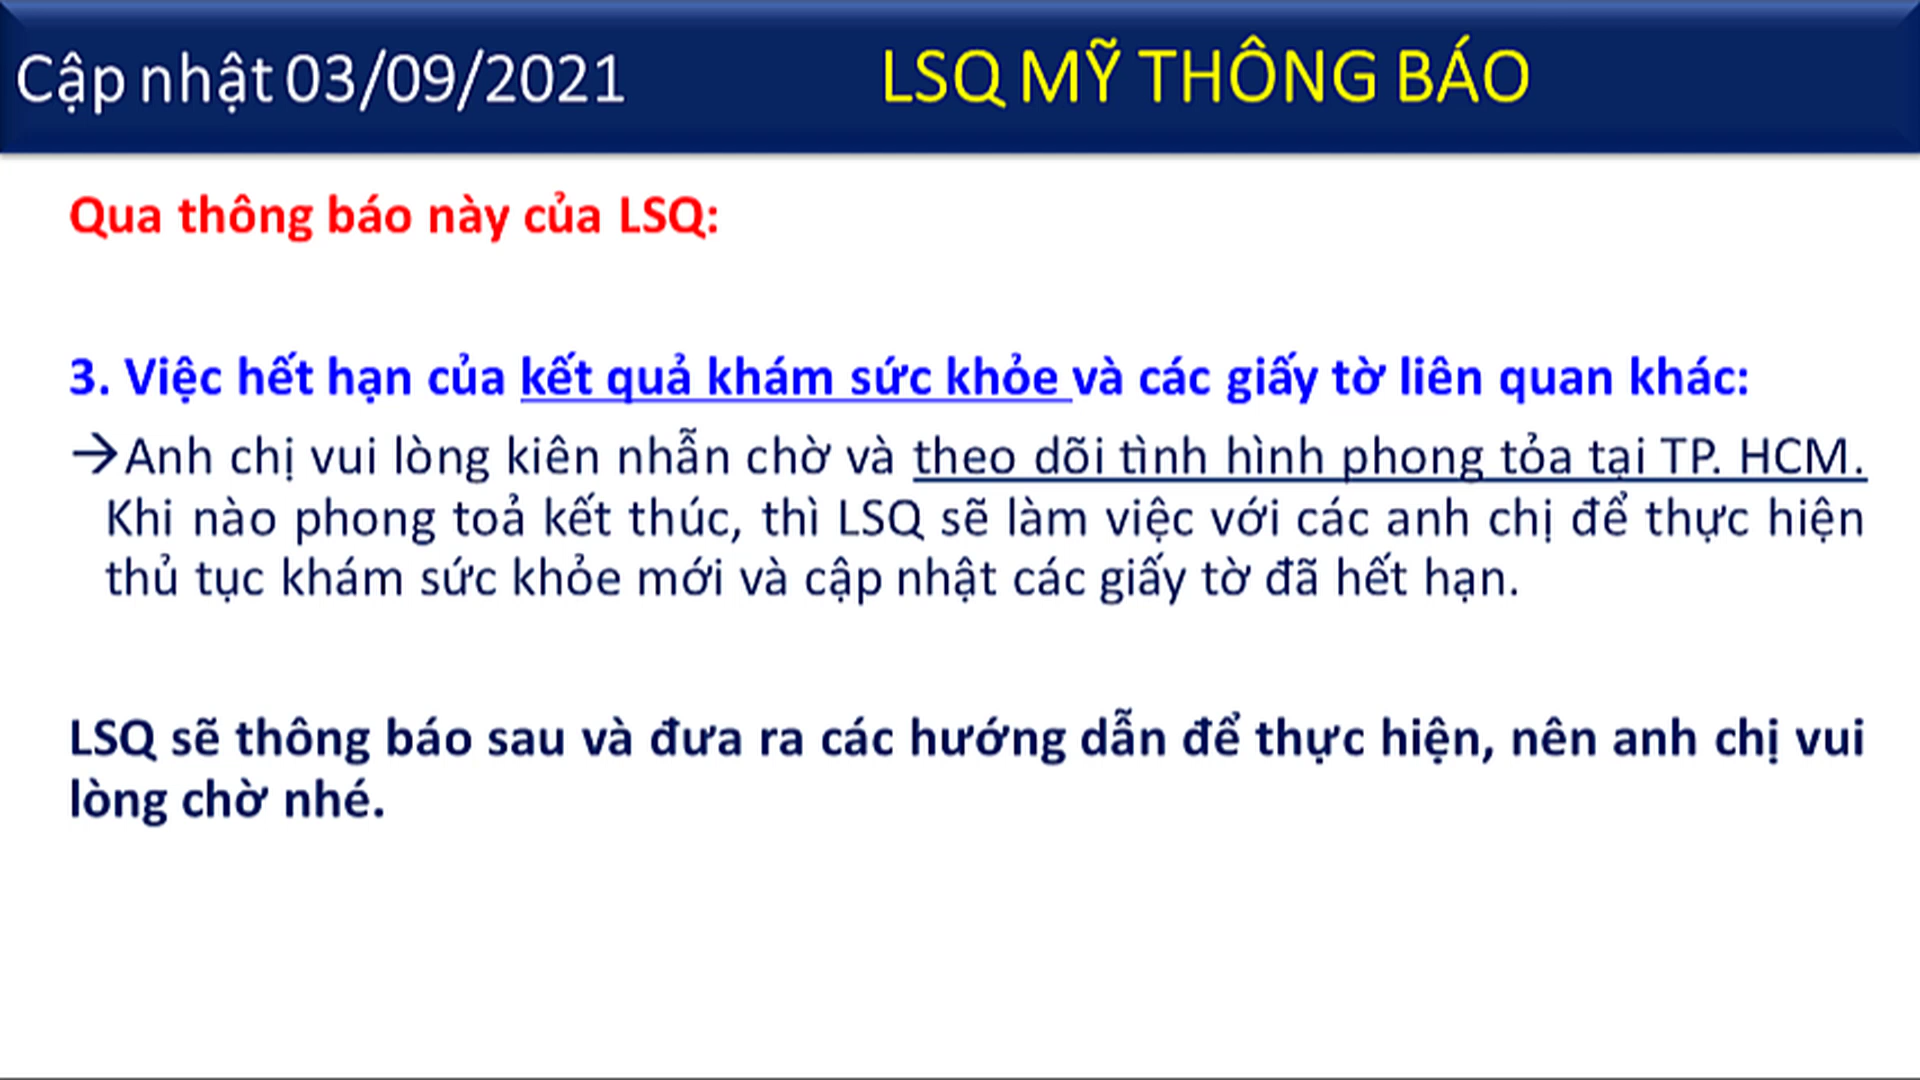 Cập nhật 03/09/2021
LSQ MỸ THÔNG BÁO
Qua thông báo này của LSQ:
3. Việc hết hạn của kết quả khám sức khỏe và các giấy tờ liên quan khác:
→Anh chị vui lòng kiên nhẫn chờ và theo dõi tình hình phong tỏa tại TP. HCM.
Khi nào phong toả kết thúc, thì LSQ sẽ làm việc với các anh chị để thực hiện
thủ tục khám sức khỏe mới và cập nhật các giấy tờ đã hết hạn.
LSQ sẽ thông báo sau và đưa ra các hướng dẫn để thực hiện, nên anh chị vui
lòng chờ nhé.